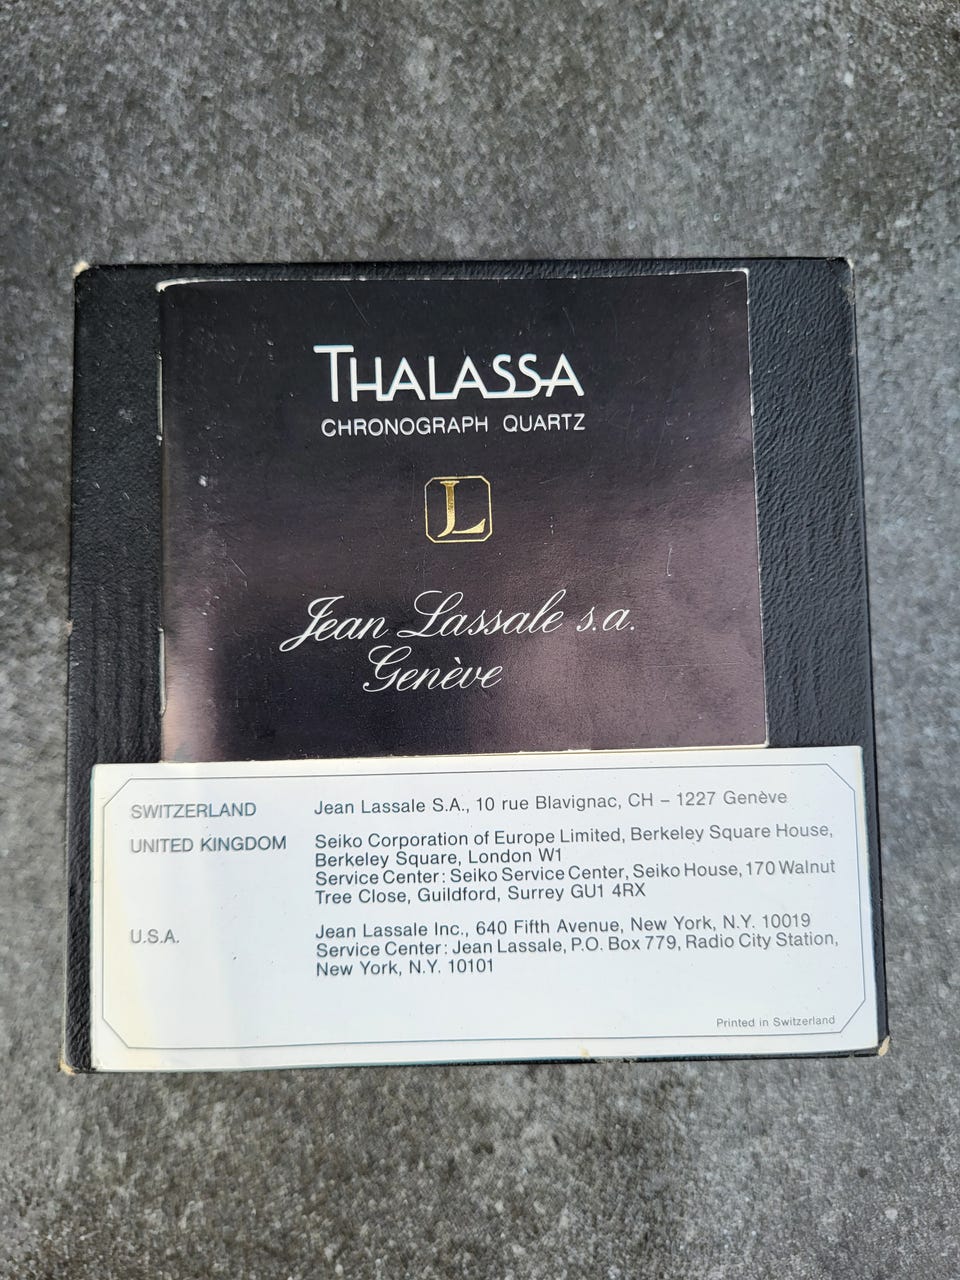 THALASSA
CHRONOGRAPH QUARTZ
JL
Jean Lassale s.a.
Genève
SWITZERLAND Jean Lassale S.A., 10 rue Blavignac, CH – 1227 Genève
UNITED KINGDOM Seiko Corporation of Europe Limited, Berkeley Square House,
Berkeley Square, London W1
Service Center: Seiko Service Center, Seiko House, 170 Walnut
Tree Close, Guildford, Surrey GU1 4RX
U.S.A. Jean Lassale Inc., 640 Fifth Avenue, New York, N.Y. 10019
Service Center: Jean Lassale, P.O. Box 779, Radio City Station,
New York, N.Y. 10101
Printed in Switzerland